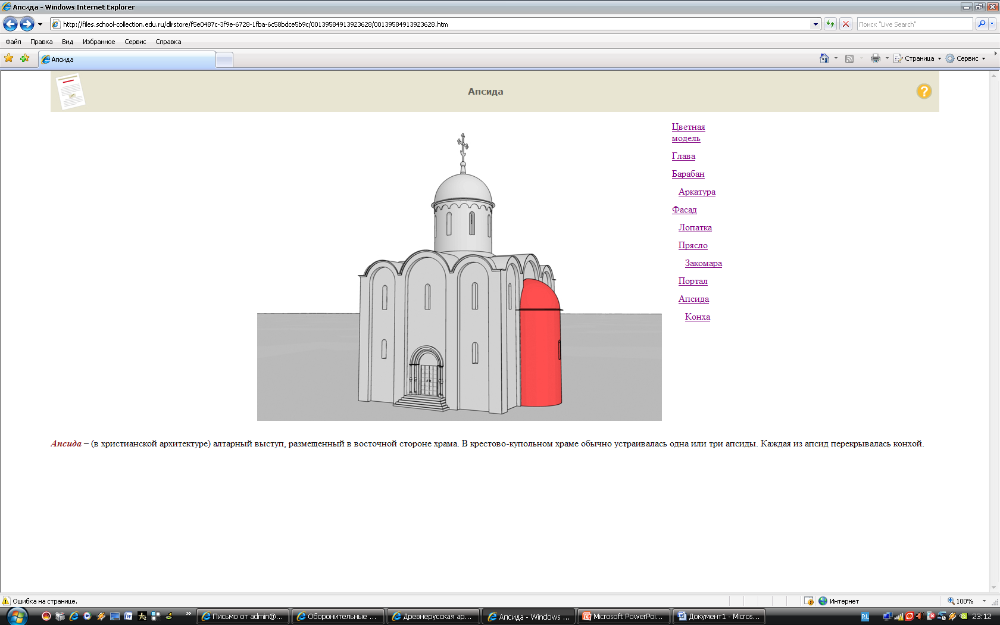 Апсида - Windows Internet Explorer
http://files.school-collection.edu.ru/dlrstore/f5e0487c-3f9e-6728-1fba-6c58bdce5b9c/00139584913923628/00139584913923628.htm
Поиск "Live Search"
Файл Правка Вид Избранное Сервис Справка
Апсида
Страница Сервис
Апсида
Цветная
модель
Глава
Барабан
Аркатура
Фасад
Лопатка
Прясло
Закомара
Портал
Апсида
Конха
Апсида – (в христианской архитектуре) алтарный выступ, размещенный в восточной стороне храма. В крестово-купольном храме обычно устраивалась одна или три апсиды. Каждая из апсид перекрывалась конхой.
Ошибка на странице.
Интернет
100%
Письмо от admin@...
Оборонительные ...
Древнерусская ар...
Апсида - Windows ...
Microsoft PowerPoi...
Документ1 - Micros...
RL
23:12